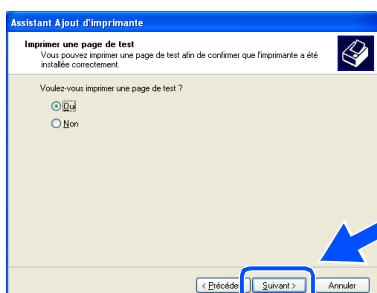 Assistant Ajout d'imprimante
Imprimer une page de test
Vous pouvez imprimer une page de test afin de confirmer que l'imprimante a été
installée correctement.
Voulez-vous imprimer une page de test ?
Oui
Non
< Précéde Suivant > Annuler